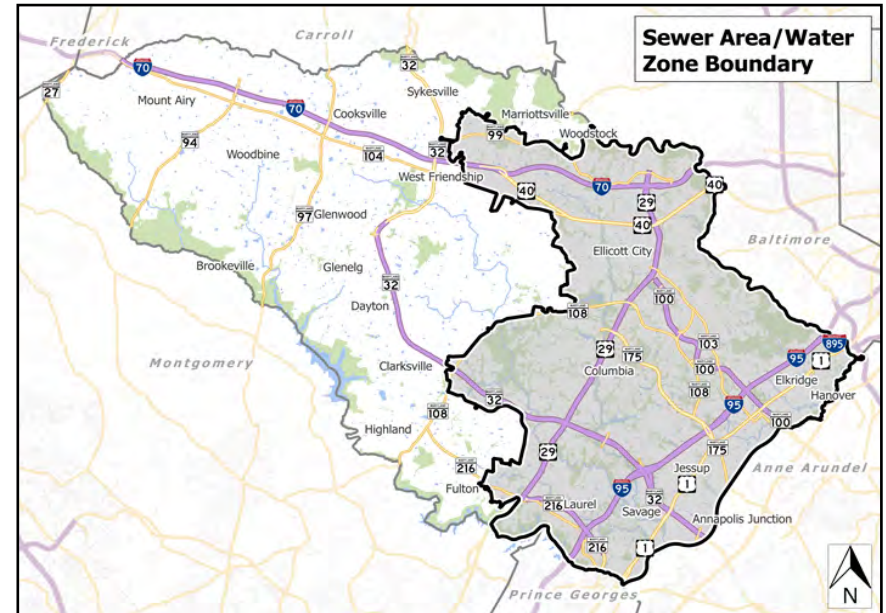 Sewer Area/Water
Zone Boundary
Frederick
Carroll
32
70
27
Mount Airy
Sykesville
70
Cooksville
Marriottsville
99
Woodstock
94
Woodbine
104
32
West Friendship
40
70
40
29
97
Glenwood
40
Ellicott City
Baltimore
Brookeville
Glenelg
32
Dayton
100
108
103
895
29
175
95
1
Montgomery
Columbia
100
Elkridge
Clarksville
108
Hanover
32
95
108
100
Highland
29
175
Anne Arundel
216
Jessup
Fulton
95
1
32
216
Laurel
Savage
Annapolis Junction
216
1
Prince Georges
N